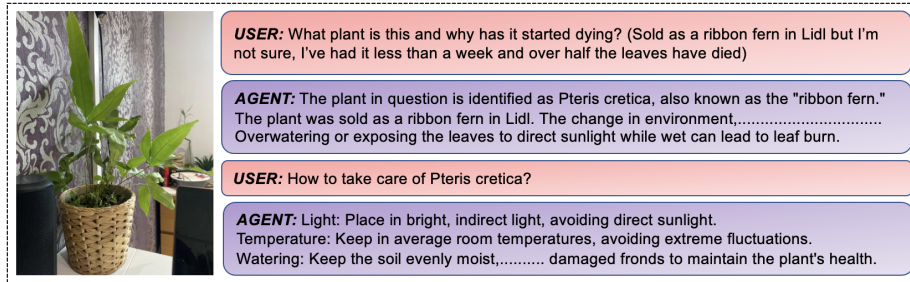 USER: What plant is this and why has it started dying? (Sold as a ribbon fern in Lidl but I'm
not sure, I've had it less than a week and over half the leaves have died)
AGENT: The plant in question is identified as Pteris cretica, also known as the "ribbon fern."
The plant was sold as a ribbon fern in Lidl. The change in environment,..............................
Overwatering or exposing the leaves to direct sunlight while wet can lead to leaf burn.
USER: How to take care of Pteris cretica?
AGENT: Light: Place in bright, indirect light, avoiding direct sunlight.
Temperature: Keep in average room temperatures, avoiding extreme fluctuations.
Watering: Keep the soil evenly moist,.......... damaged fronds to maintain the plant's health.